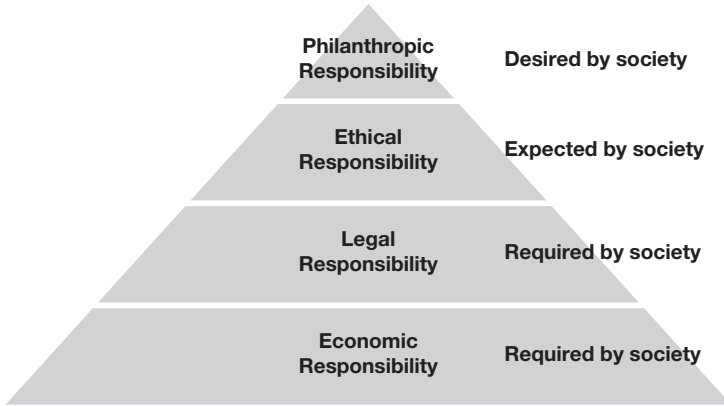 Philanthropic
Responsibility
Desired by society
Ethical
Responsibility
Expected by society
Legal
Responsibility
Required by society
Economic
Responsibility
Required by society